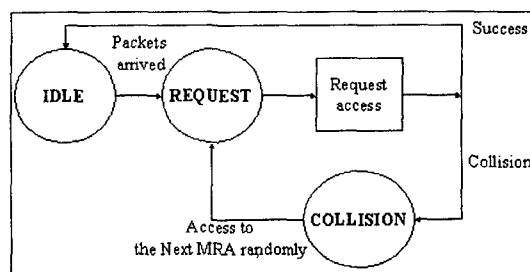 Success
Packets
arrived
IDLE
REQUEST
Request
access
Collision
COLLISION
Access to
the Next MRA randomly